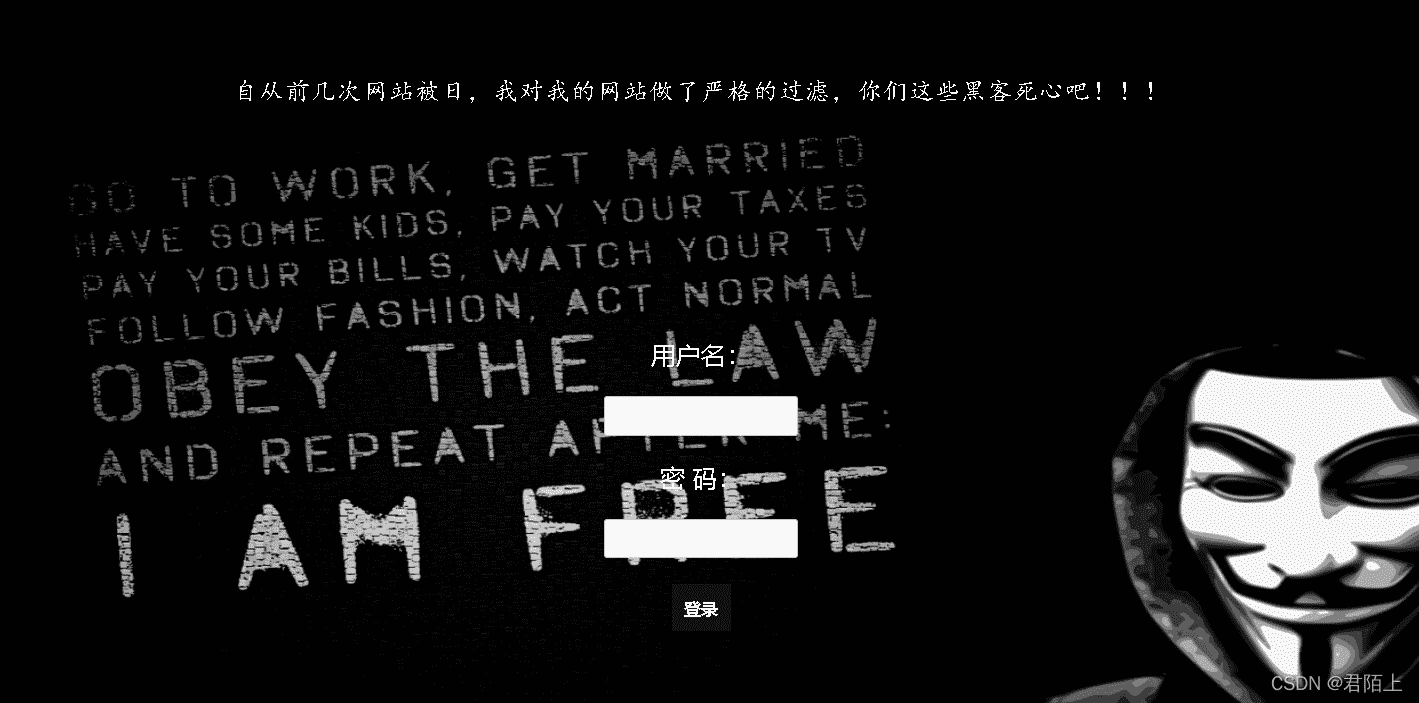 自从前几次网站被日，我对我的网站做了严格的过滤，你们这些黑客死心吧！！！
GO TO WORK, GET MARRIED
HAVE SOME KIDS, PAY YOUR TAXES
PAY YOUR BILLS, WATCH YOUR TV
FOLLOW FASHION, ACT NORMAL
OBEY THE LAW
AND REPEAT AFTER ME:
I AM FREE
用户名：
密 码：
登录
CSDN @君陌上